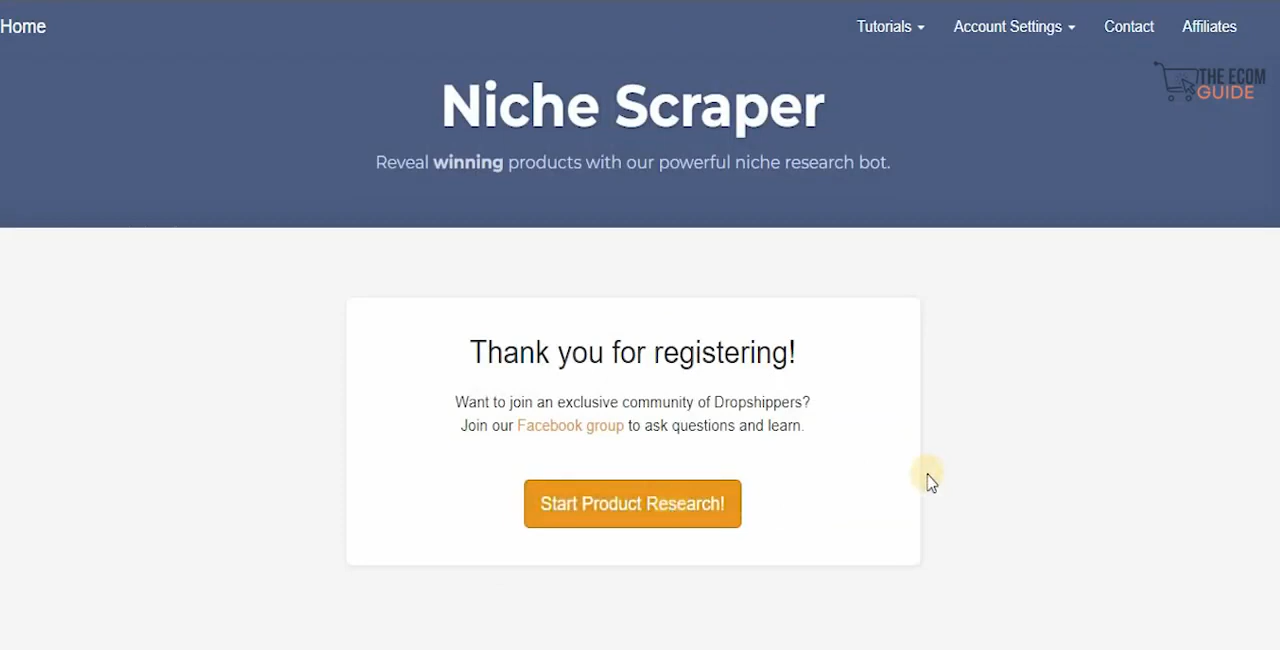 Home
Tutorials
Account Settings
Contact
Affiliates
THE ECOM
GUIDE
Niche Scraper
Reveal winning products with our powerful niche research bot.
Thank you for registering!
Want to join an exclusive community of Dropshippers?
Join our Facebook group to ask questions and learn.
Start Product Research!